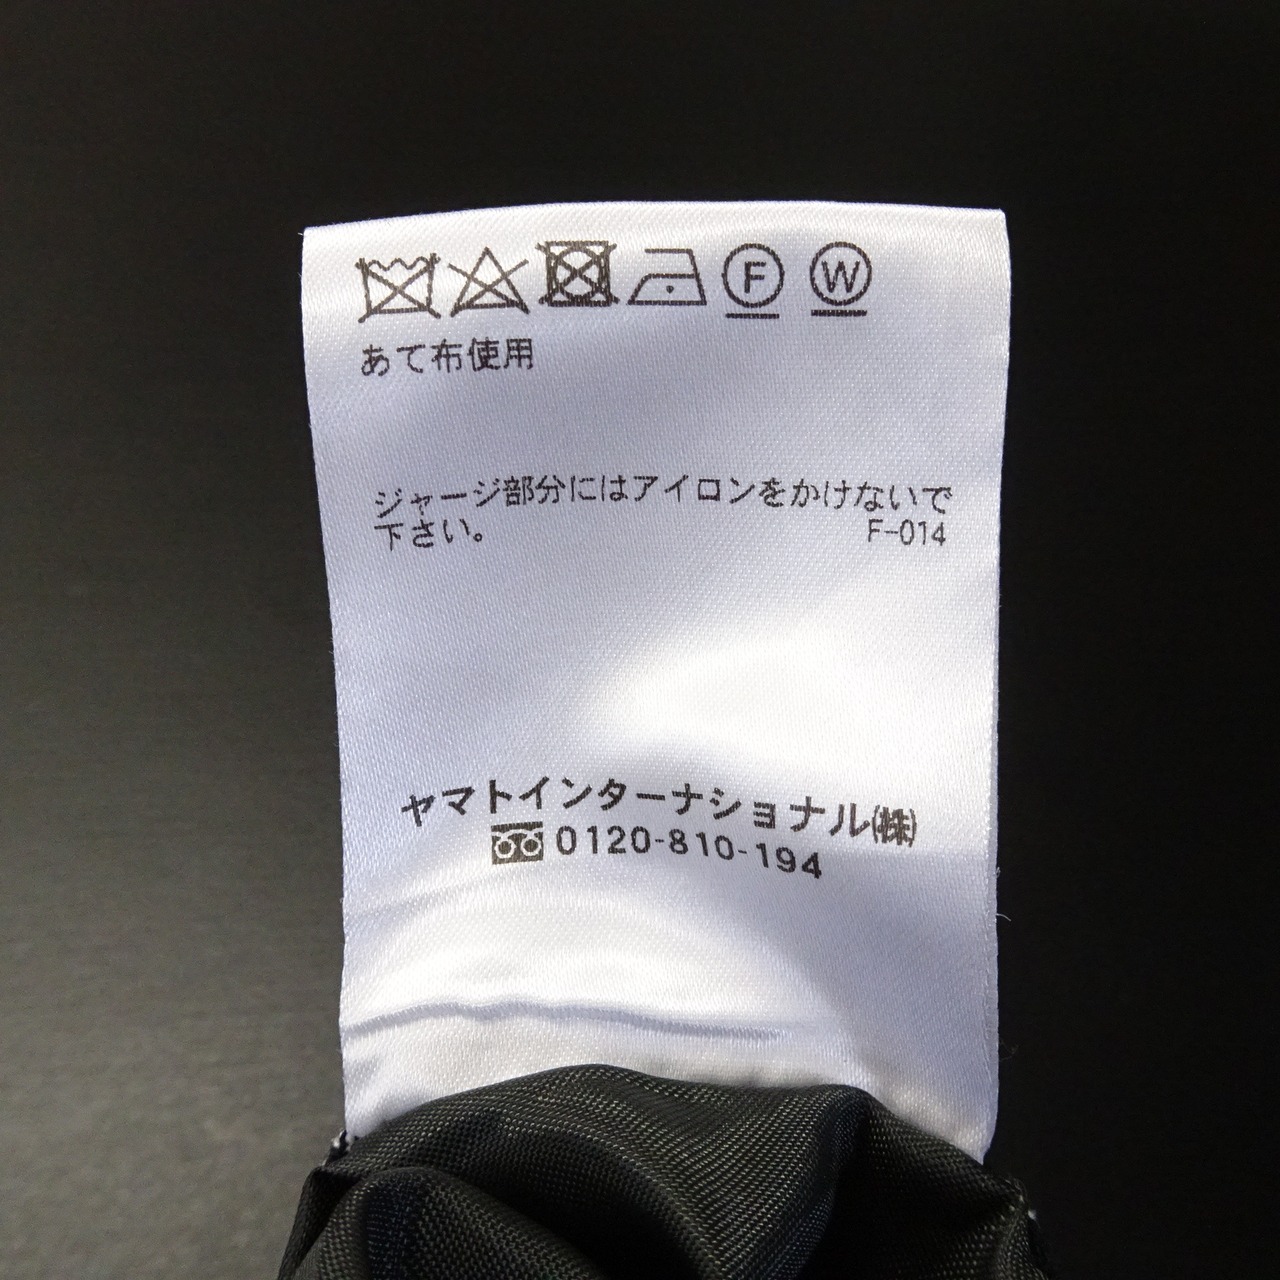 F W
あて布使用
ジャージ部分にはアイロンをかけないで
下さい。 F-014
ヤマトインターナショナル(株)
0120-810-194